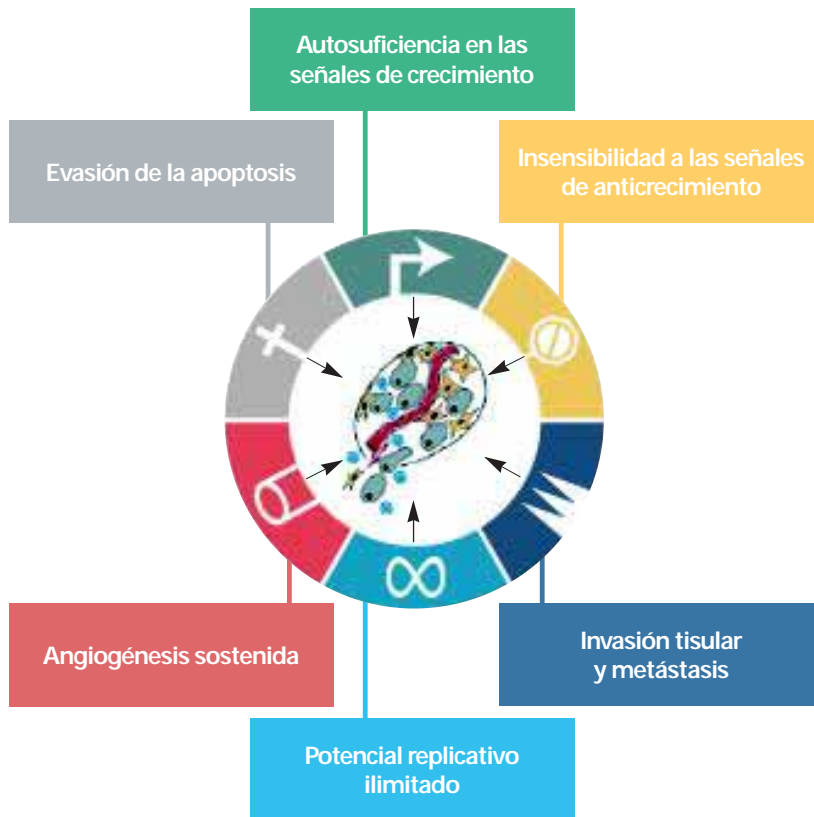 Autosuficiencia en las
señales de crecimiento
Evasión de la apoptosis
Insensibilidad a las señales
de anticrecimiento
Angiogénesis sostenida
Invasión tisular
y metástasis
Potencial replicativo
ilimitado